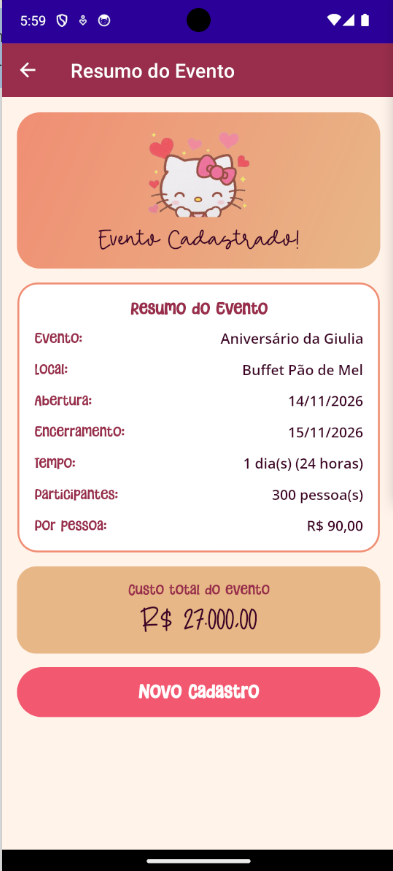 5:59
Resumo do Evento
Evento Cadastrado!
Resumo do Evento
Evento: Aniversário da Giulia
Local: Buffet Pão de Mel
Abertura: 14/11/2026
Encerramento: 15/11/2026
Tempo: 1 dia(s) (24 horas)
Participantes: 300 pessoa(s)
Por pessoa: R$ 90,00
Custo total do evento
R$ 27.000,00
Novo Cadastro